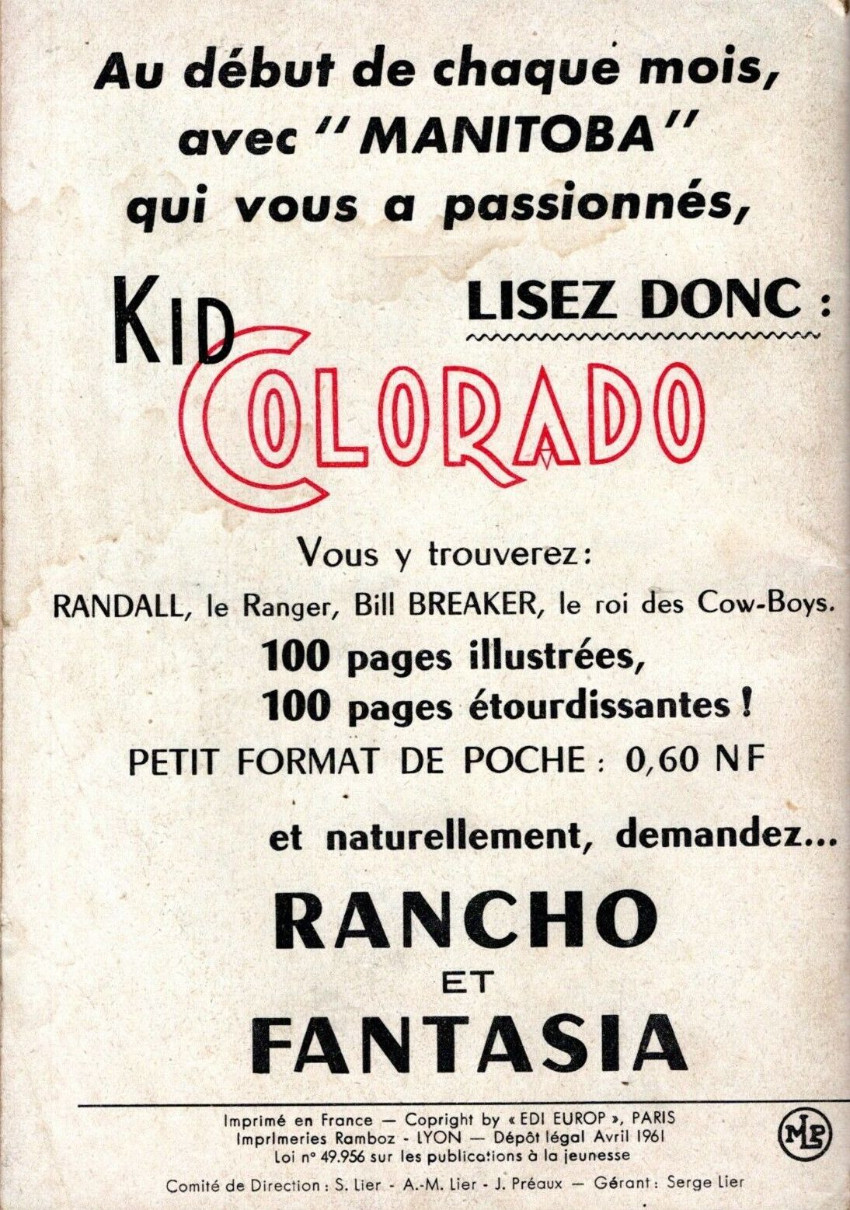 Au début de chaque mois,
avec "MANITOBA"
qui vous a passionnés,
LISEZ DONC :
KID
COLORADO
Vous y trouverez :
RANDALL, le Ranger, Bill BREAKER, le roi des Cow-Boys.
100 pages illustrées,
100 pages étourdissantes !
PETIT FORMAT DE POCHE : 0,60 NF
et naturellement, demandez...
RANCHO
ET
FANTASIA
Imprimé en France — Copright by « EDI EUROP », PARIS
Imprimeries Ramboz - LYON — Dépôt légal Avril 1961
Loi n° 49.956 sur les publications à la jeunesse
MLP
Comité de Direction : S. Lier - A.-M. Lier - J. Préaux — Gérant : Serge Lier